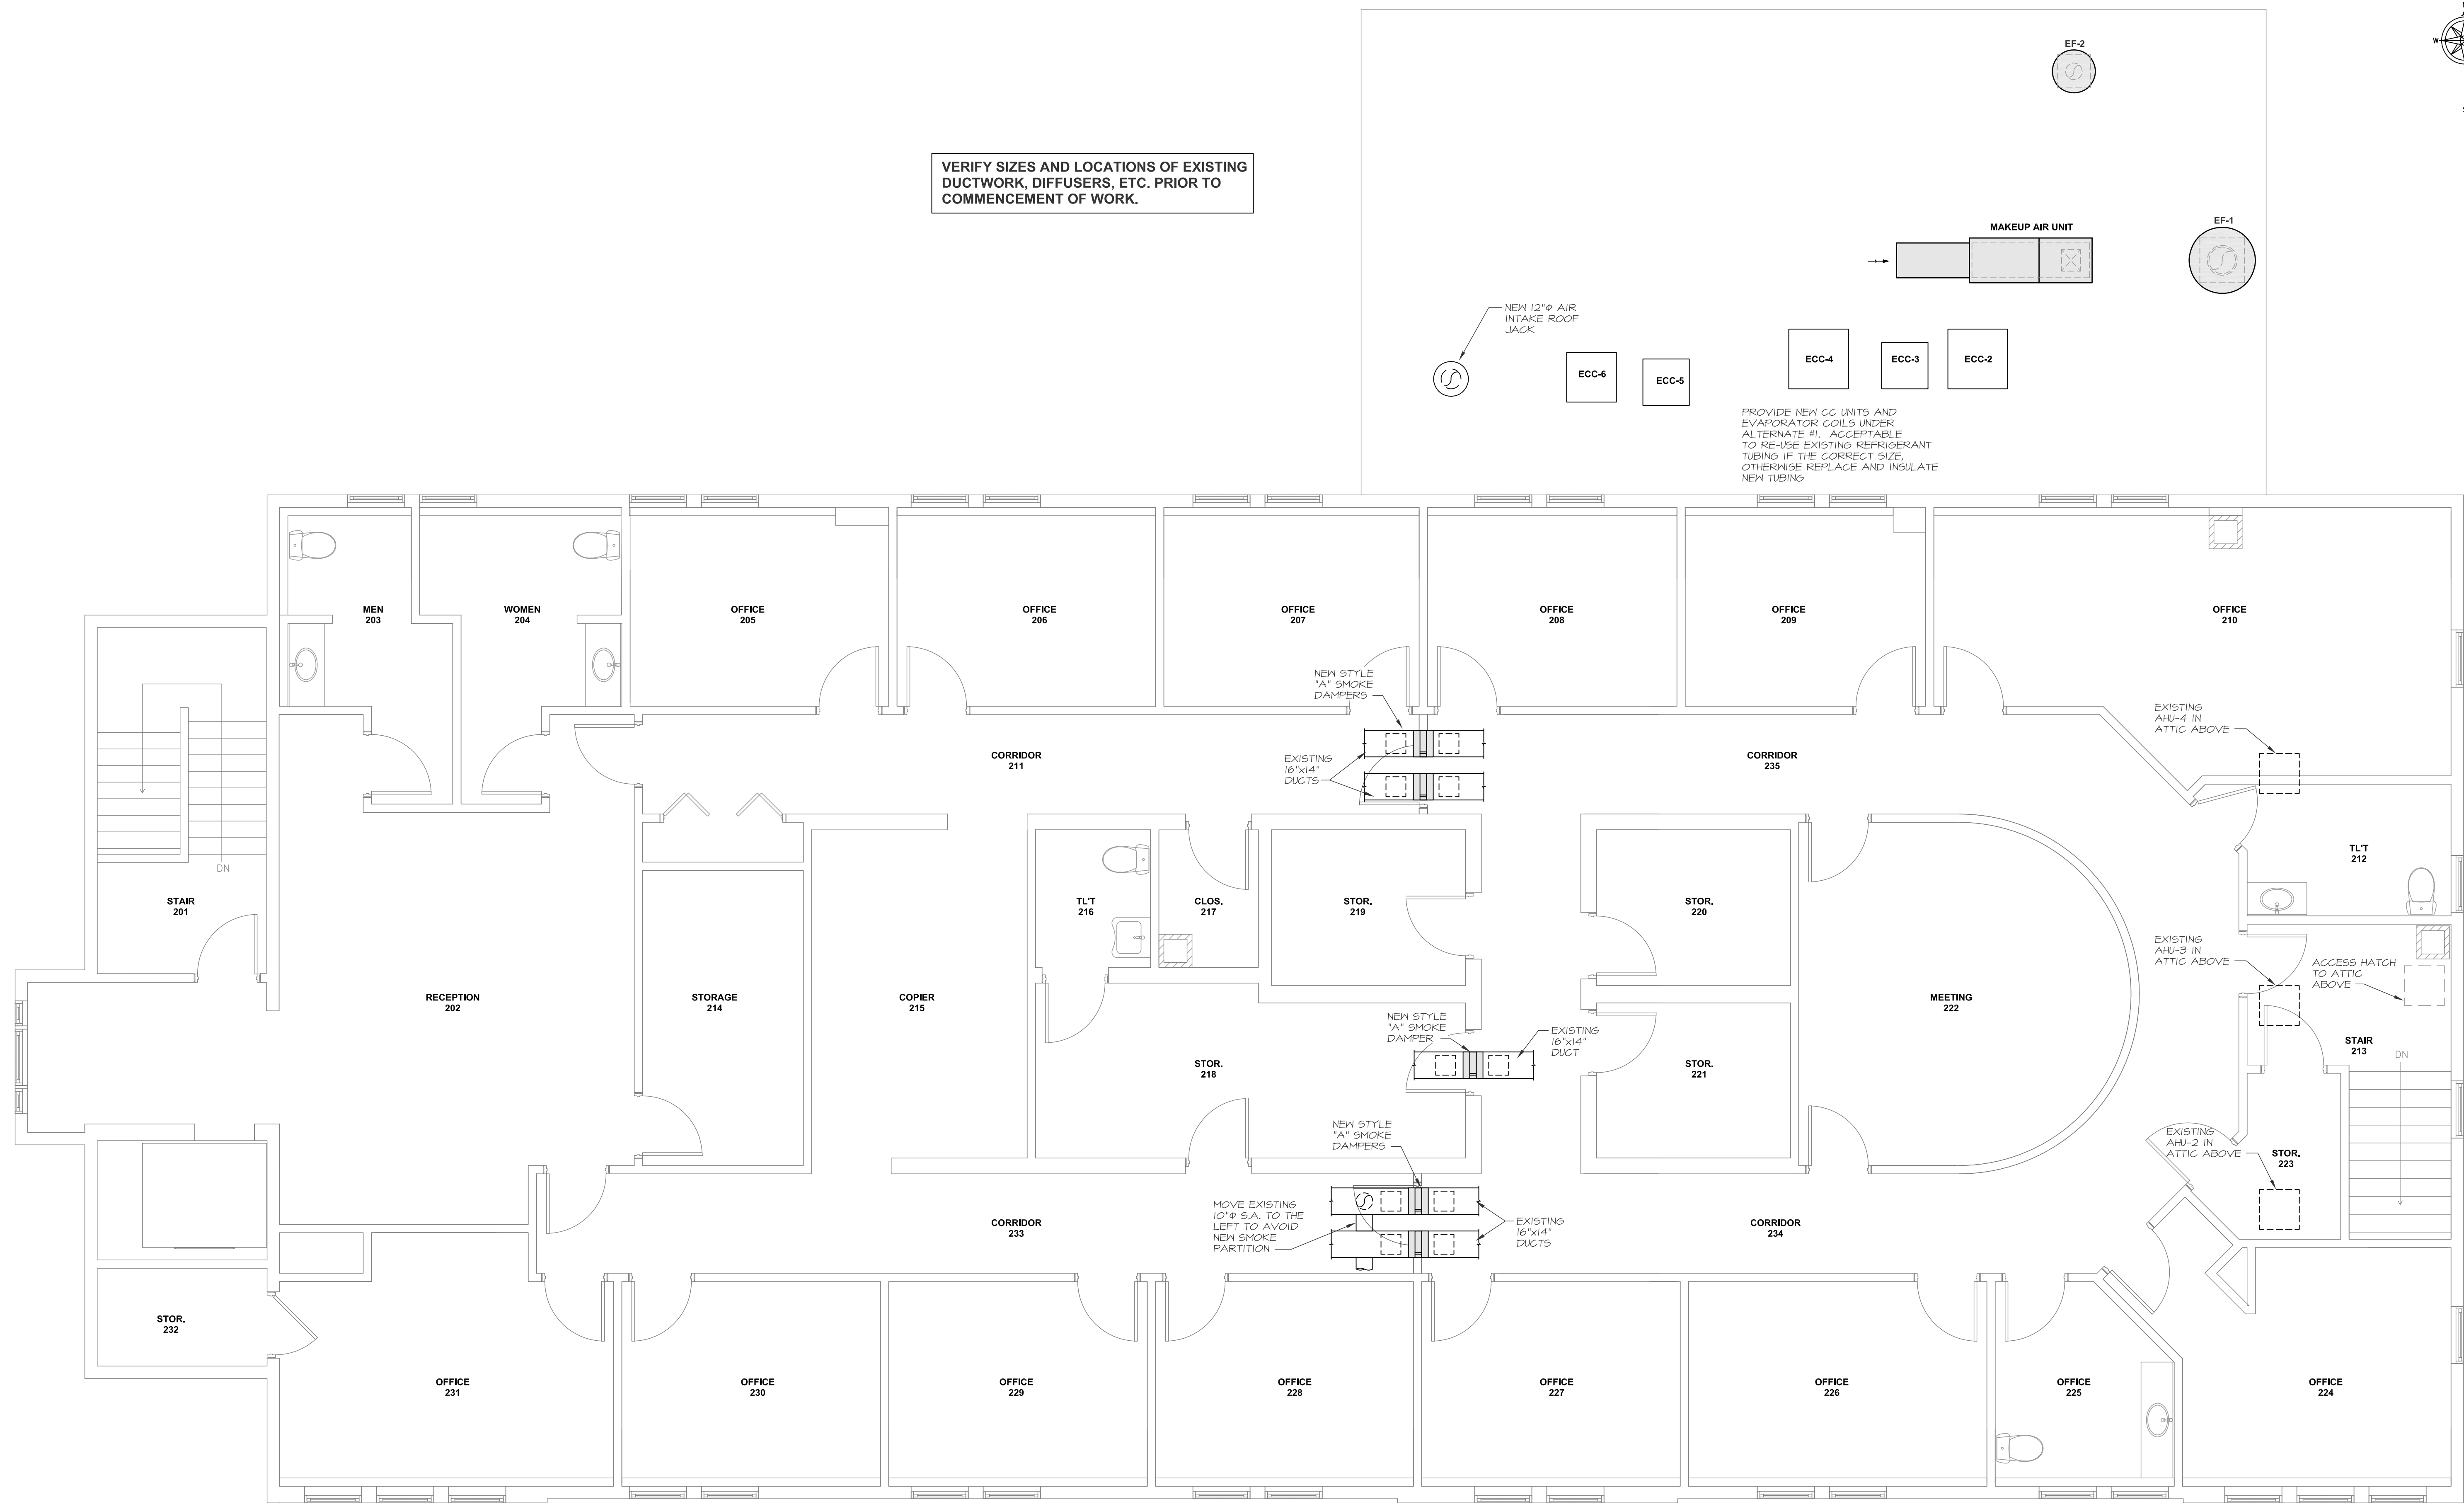 EF-2
W
VERIFY SIZES AND LOCATIONS OF EXISTING
DUCTWORK, DIFFUSERS, ETC. PRIOR TO
COMMENCEMENT OF WORK.
EF-1
MAKEUP AIR UNIT
NEW 12"Φ AIR
INTAKE ROOF
JACK
ECC-6
ECC-5
ECC-4
ECC-3
ECC-2
PROVIDE NEW CC UNITS AND
EVAPORATOR COILS UNDER
ALTERNATE #1. ACCEPTABLE
TO RE-USE EXISTING REFRIGERANT
TUBING IF THE CORRECT SIZE,
OTHERWISE REPLACE AND INSULATE
NEW TUBING
MEN
203
WOMEN
204
OFFICE
205
OFFICE
206
OFFICE
207
OFFICE
208
OFFICE
209
OFFICE
210
NEW STYLE
"A" SMOKE
DAMPERS
EXISTING
16"x14"
DUCTS
EXISTING
AHU-4 IN
ATTIC ABOVE
CORRIDOR
211
CORRIDOR
235
DN
STAIR
201
TL'T
216
CLOS.
217
STOR.
219
STOR.
220
TL'T
212
RECEPTION
202
STORAGE
214
COPIER
215
MEETING
222
EXISTING
AHU-3 IN
ATTIC ABOVE
ACCESS HATCH
TO ATTIC
ABOVE
NEW STYLE
"A" SMOKE
DAMPER
EXISTING
16"x14"
DUCT
STOR.
218
STOR.
221
STAIR
213
DN
NEW STYLE
"A" SMOKE
DAMPERS
EXISTING
AHU-2 IN
ATTIC ABOVE
STOR.
223
MOVE EXISTING
10"Φ S.A. TO THE
LEFT TO AVOID
NEW SMOKE
PARTITION
EXISTING
16"x14"
DUCTS
CORRIDOR
233
CORRIDOR
234
STOR.
232
OFFICE
231
OFFICE
230
OFFICE
229
OFFICE
228
OFFICE
227
OFFICE
226
OFFICE
225
OFFICE
224